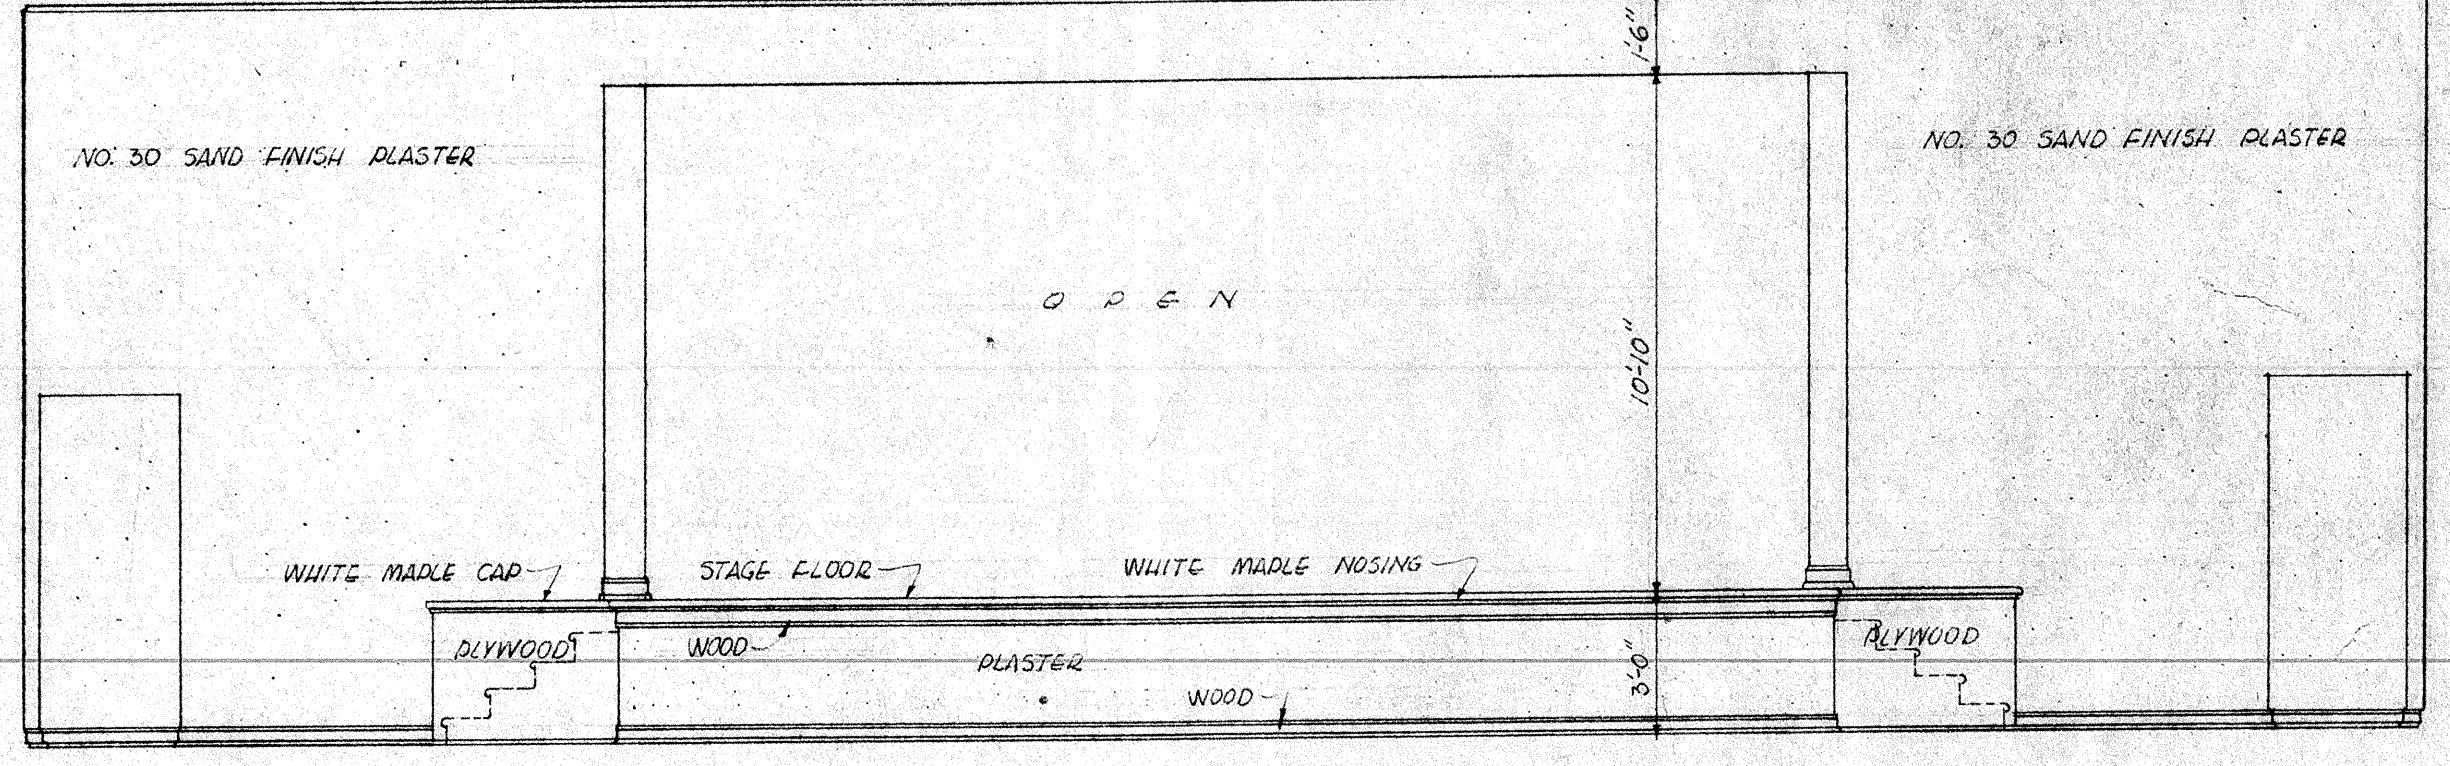 1'-6"
NO. 30 SAND FINISH PLASTER
NO. 30 SAND FINISH PLASTER
OPEN
10'-10"
WHITE MAPLE CAP
STAGE FLOOR
WHITE MAPLE NOSING
PLYWOOD
WOOD
PLASTER
PLYWOOD
3'-0"
WOOD